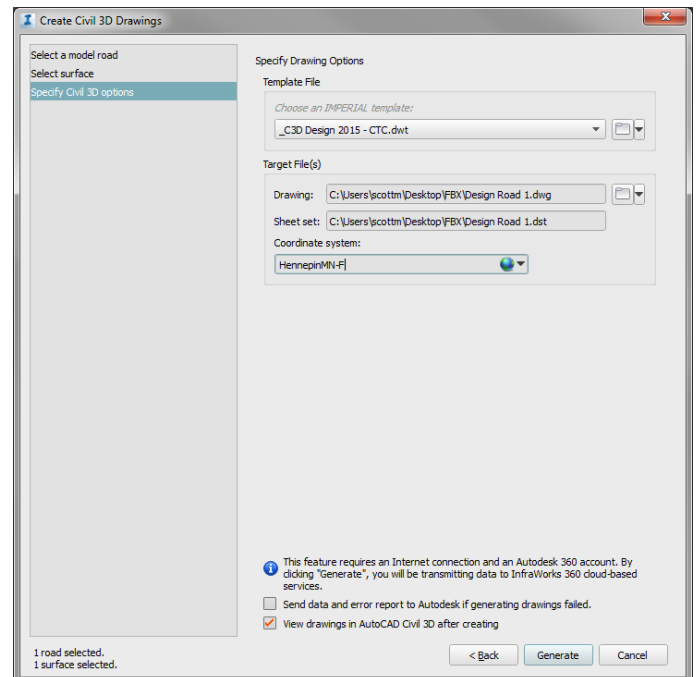 Create Civil 3D Drawings
Select a model road
Select surface
Specify Civil 3D options
Specify Drawing Options
Template File
Choose an IMPERIAL template:
_C3D Design 2015 - CTC.dwt
Target File(s)
Drawing: C:\Users\scottm\Desktop\FBX\Design Road 1.dwg
Sheet set: C:\Users\scottm\Desktop\FBX\Design Road 1.dst
Coordinate system:
HennepinMN-F
This feature requires an Internet connection and an Autodesk 360 account. By
clicking "Generate", you will be transmitting data to InfraWorks 360 cloud-based
services.
Send data and error report to Autodesk if generating drawings failed.
View drawings in AutoCAD Civil 3D after creating
1 road selected.
1 surface selected.
< Back Generate Cancel